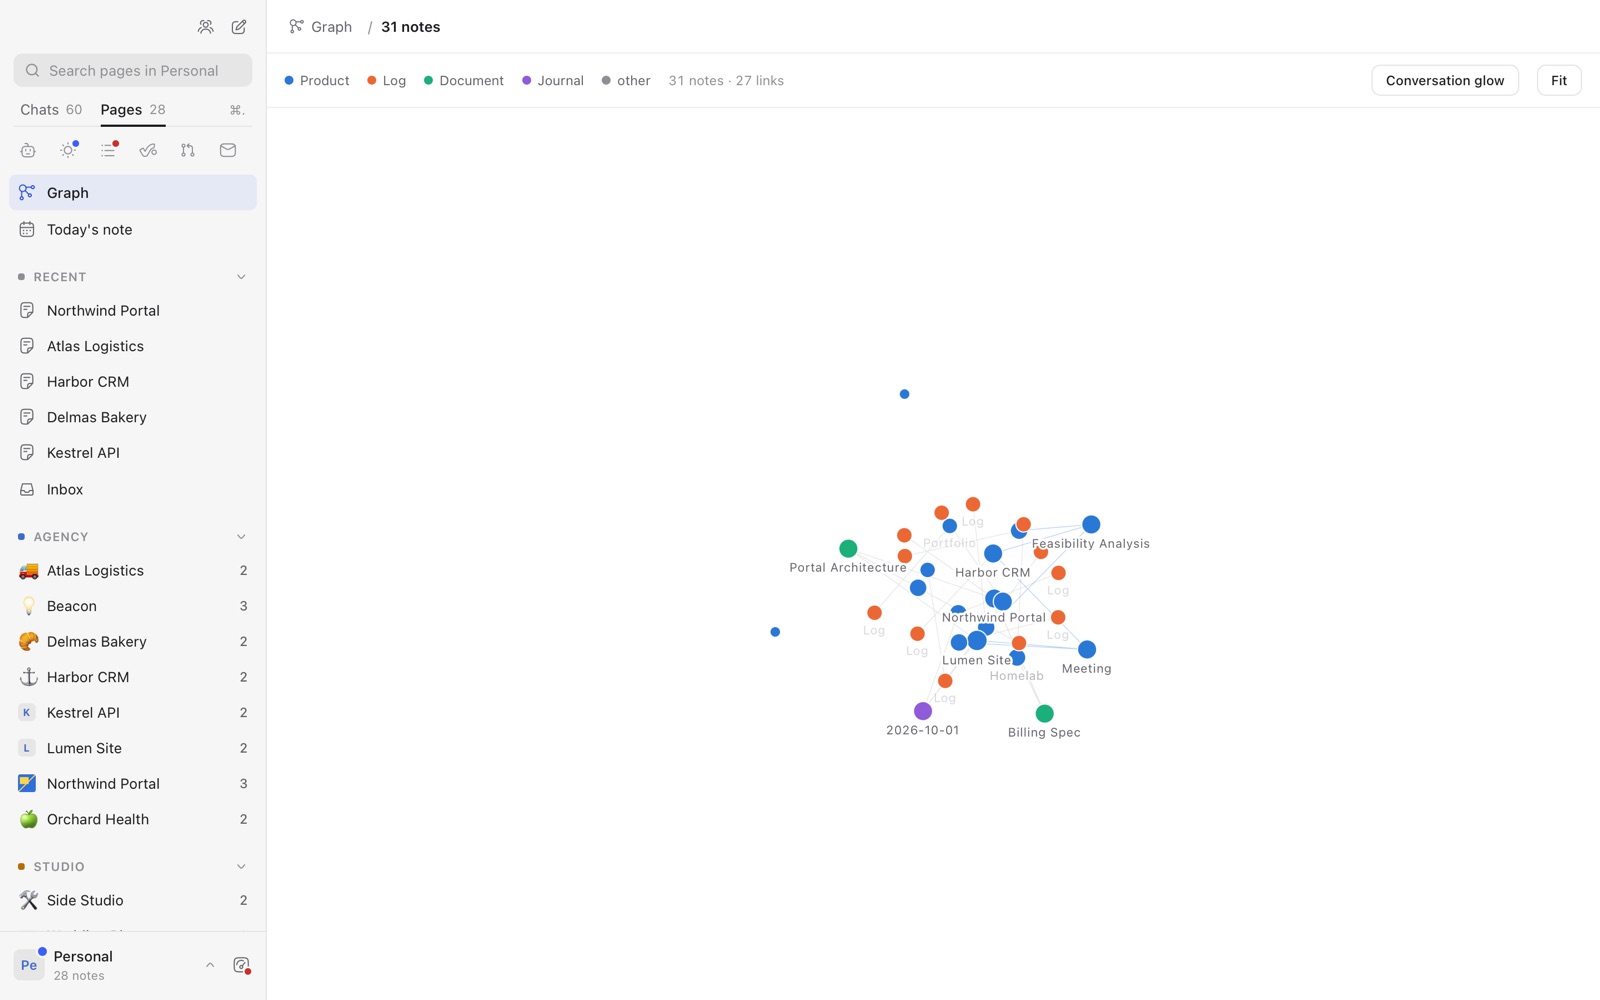 Search pages in Personal
Chats 60 Pages 28 ⌘.
Graph
Today's note
RECENT
Northwind Portal
Atlas Logistics
Harbor CRM
Delmas Bakery
Kestrel API
Inbox
AGENCY
Atlas Logistics 2
Beacon 3
Delmas Bakery 2
Harbor CRM 2
K Kestrel API 2
L Lumen Site 2
Northwind Portal 3
Orchard Health 2
STUDIO
Side Studio 2
Pe Personal
28 notes
Graph / 31 notes
Product Log Document Journal other 31 notes · 27 links Conversation glow Fit
Log
Portfolio
Feasibility Analysis
Portal Architecture
Harbor CRM
Log
Northwind Portal
Log
Log
Log
Lumen Site
Meeting
Homelab
Log
2026-10-01
Billing Spec